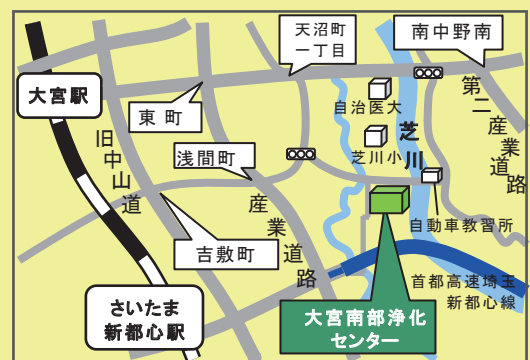 天沼町
一丁目
南中野南
大宮駅
東町
自治医大
第二産業道路
芝川
芝川小
旧中山道
浅間町
産業道路
自動車教習所
吉敷町
首都高速埼玉
新都心線
さいたま
新都心駅
大宮南部浄化
センター